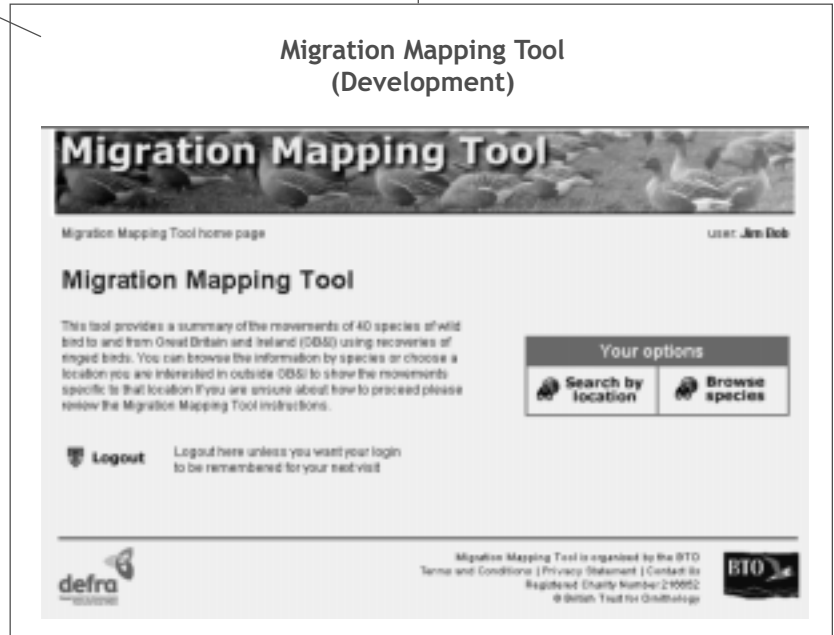 Migration Mapping Tool
(Development)
Migration Mapping Tool
Migration Mapping Tool home page
user: Jim Bob
Migration Mapping Tool
This tool provides a summary of the movements of 40 species of wild
bird to and from Great Britain and Ireland (GB&I) using recoveries of
ringed birds. You can browse the information by species or choose a
location you are interested in outside GB&I to show the movements
specific to that location If you are unsure about how to proceed please
review the Migration Mapping Tool instructions.
Your options
Search by
location
Browse
species
Logout
Logout here unless you want your login
to be remembered for your next visit
defra
Migration Mapping Tool is organised by the BTO
Terms and Conditions | Privacy Statement | Contact Us
Registered Charity Number 216652
© British Trust for Ornithology
BTO